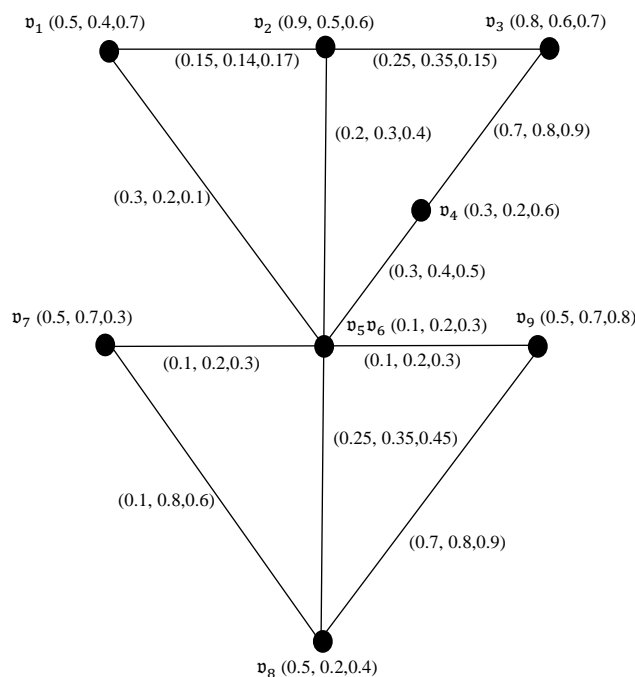 𝔳₁ (0.5, 0.4,0.7)
𝔳₂ (0.9, 0.5,0.6)
𝔳₃ (0.8, 0.6,0.7)
(0.15, 0.14,0.17)
(0.25, 0.35,0.15)
(0.7, 0.8,0.9)
(0.2, 0.3,0.4)
(0.3, 0.2,0.1)
𝔳₄ (0.3, 0.2,0.6)
(0.3, 0.4,0.5)
𝔳₇ (0.5, 0.7,0.3)
𝔳₅𝔳₆ (0.1, 0.2,0.3)
𝔳₉ (0.5, 0.7,0.8)
(0.1, 0.2,0.3)
(0.1, 0.2,0.3)
(0.25, 0.35,0.45)
(0.1, 0.8,0.6)
(0.7, 0.8,0.9)
𝔳₈ (0.5, 0.2,0.4)